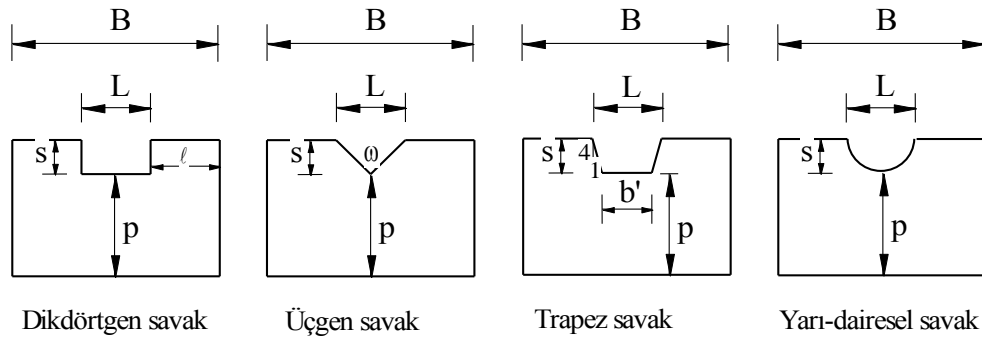 B B B B
L L L L
s ℓ s ω s 4 1 s
b'
p p p p
Dikdörtgen savak Üçgen savak Trapez savak Yarı-dairesel savak